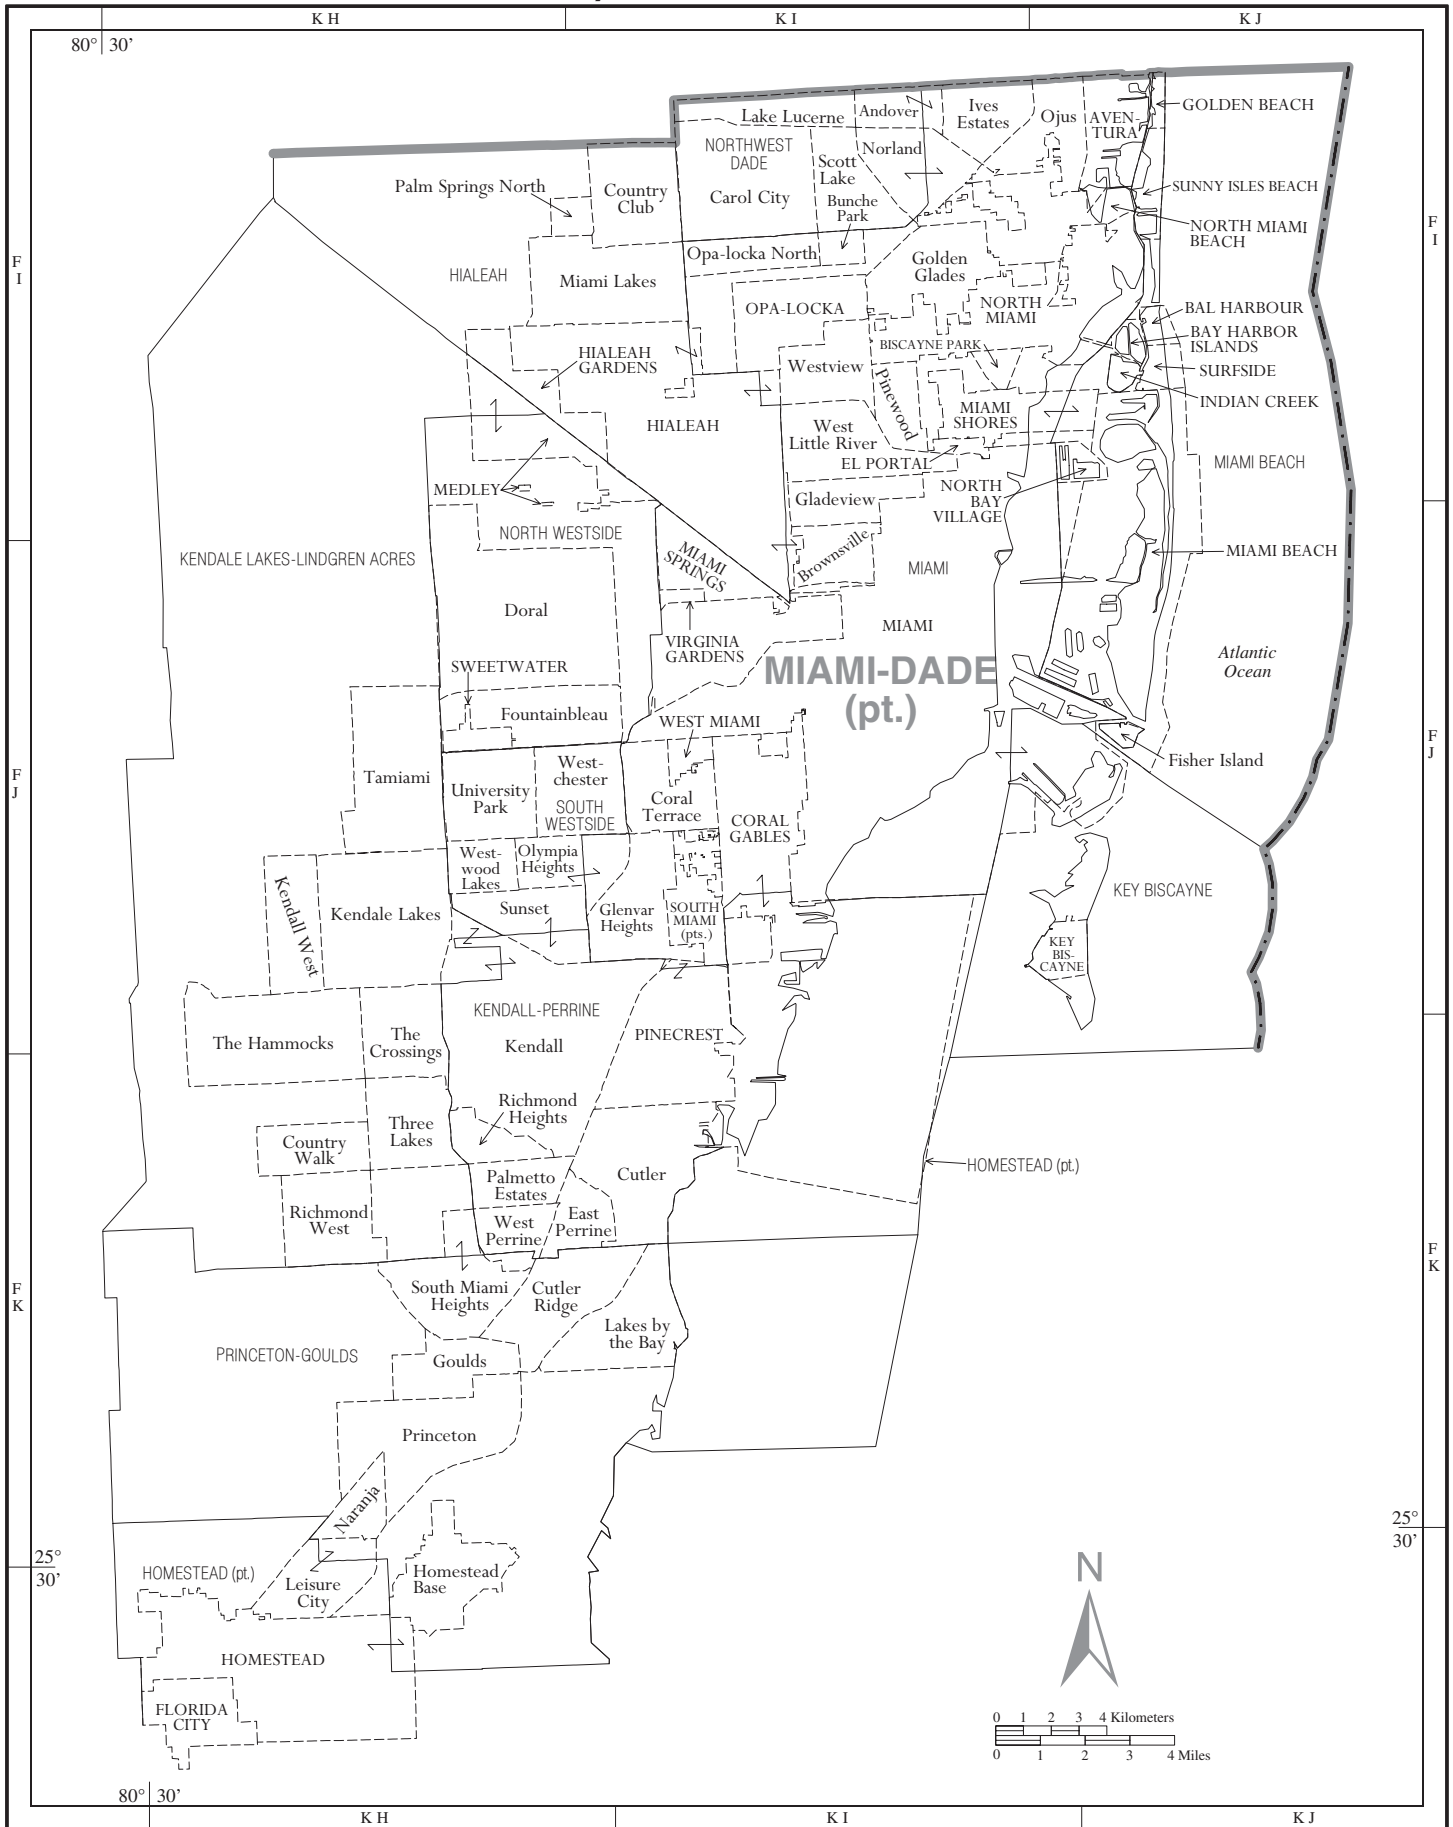 K H
K I
K J
80° 30'
GOLDEN BEACH
Lake Lucerne
Andover
Ives
Estates
Ojus
AVEN-
TURA
NORTHWEST
DADE
Norland
Scott
Lake
Palm Springs North
Country
Club
Carol City
Bunche
Park
SUNNY ISLES BEACH
NORTH MIAMI
BEACH
F
I
F
I
HIALEAH
Miami Lakes
Opa-locka North
Golden
Glades
OPA-LOCKA
NORTH
MIAMI
BAL HARBOUR
BAY HARBOR
ISLANDS
BISCAYNE PARK
HIALEAH
GARDENS
Westview
Pinewood
SURFSIDE
INDIAN CREEK
MIAMI
SHORES
HIALEAH
West
Little River
EL PORTAL
MIAMI BEACH
MEDLEY
Gladeview
NORTH
BAY
VILLAGE
NORTH WESTSIDE
KENDALE LAKES-LINDGREN ACRES
MIAMI
SPRINGS
Brownsville
MIAMI
MIAMI BEACH
Doral
MIAMI
VIRGINIA
GARDENS
SWEETWATER
MIAMI-DADE
(pt.)
Atlantic
Ocean
Fountainbleau
WEST MIAMI
Fisher Island
F
J
F
J
Tamiami
University
Park
West-
chester
SOUTH
WESTSIDE
Coral
Terrace
CORAL
GABLES
West-
wood
Lakes
Olympia
Heights
Kendall West
Kendale Lakes
Sunset
Glenvar
Heights
SOUTH
MIAMI
(pts.)
KEY BISCAYNE
KEY
BIS-
CAYNE
KENDALL-PERRINE
The Hammocks
The
Crossings
Kendall
PINECREST
Richmond
Heights
Three
Lakes
Country
Walk
HOMESTEAD (pt.)
Palmetto
Estates
Cutler
Richmond
West
West
Perrine
East
Perrine
F
K
F
K
South Miami
Heights
Cutler
Ridge
Lakes by
the Bay
PRINCETON-GOULDS
Goulds
Princeton
Naranja
25°
30'
25°
30'
HOMESTEAD (pt.)
Leisure
City
Homestead
Base
N
HOMESTEAD
FLORIDA
CITY
0 1 2 3 4 Kilometers
0 1 2 3 4 Miles
80° 30'
K H
K I
K J